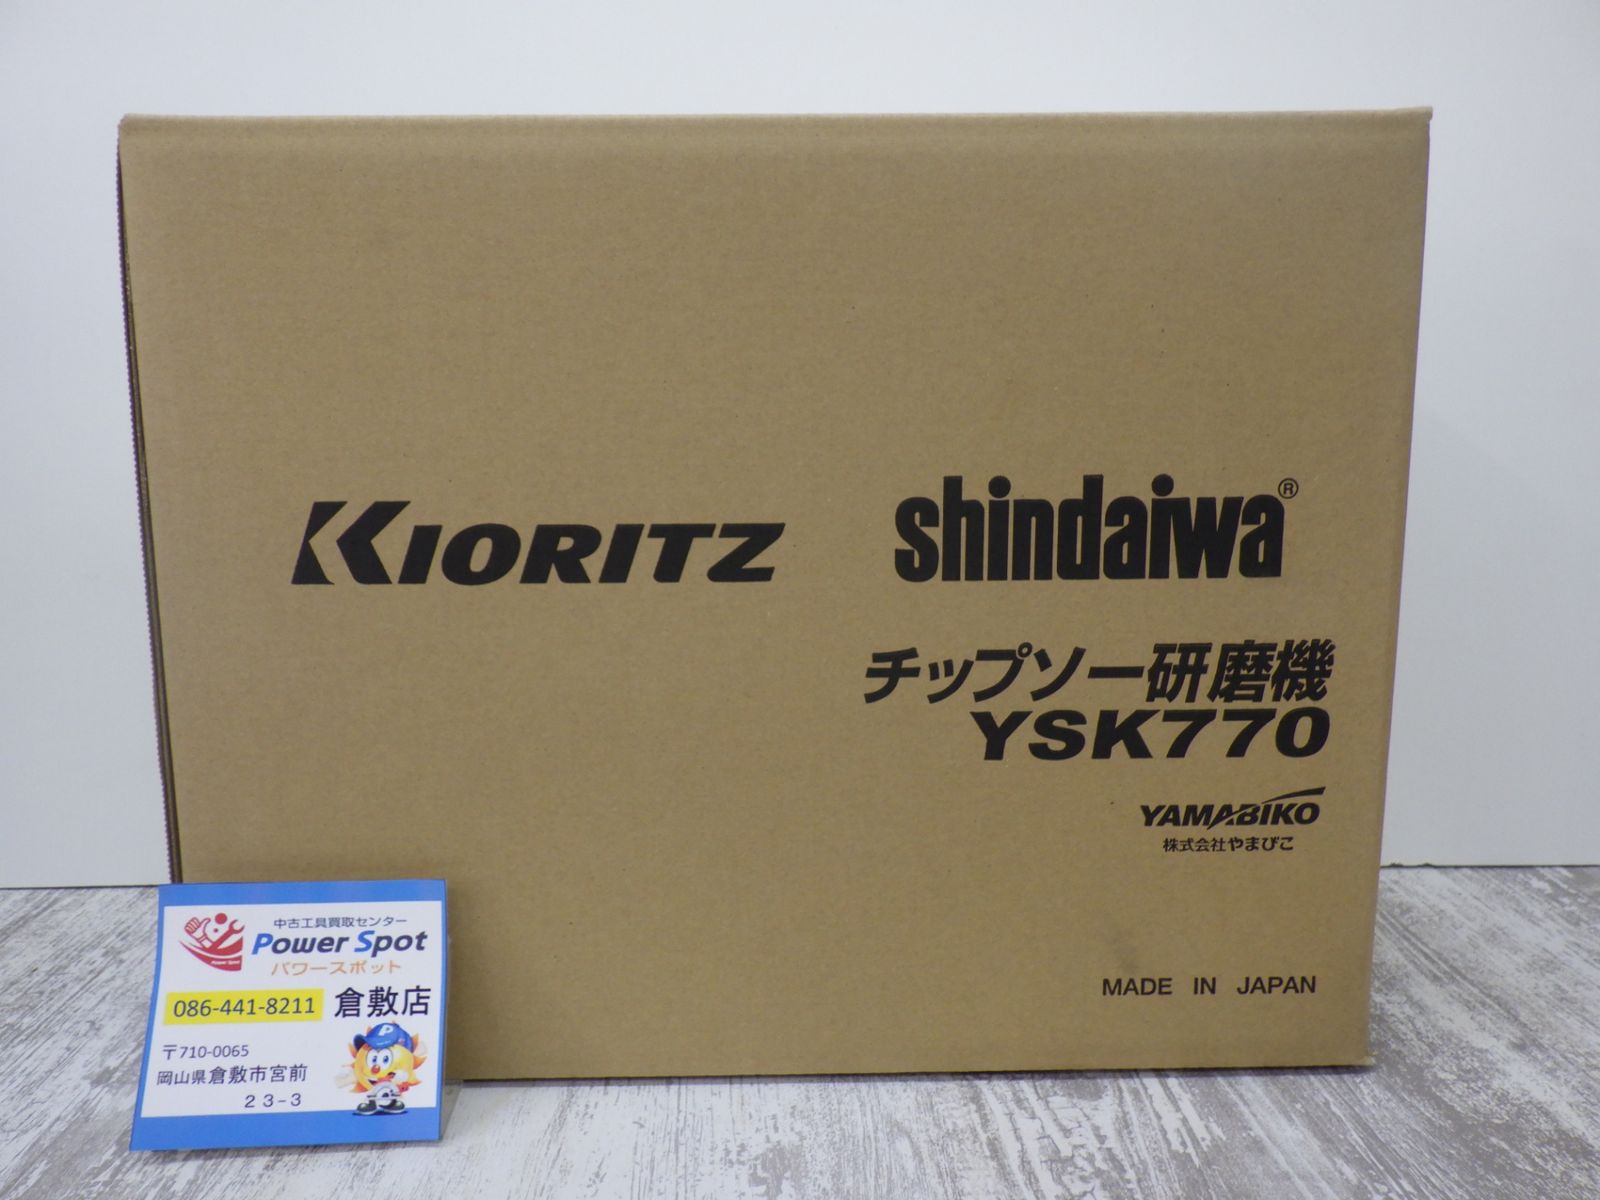 KIORITZ
shindaiwa®
チップソー研磨機
YSK770
YAMABIKO
株式会社やまびこ
MADE IN JAPAN
中古工具買取センター
Power Spot
Power Spot
パワースポット
086-441-8211 倉敷店
〒710-0065
岡山県倉敷市宮前
２３-３
P